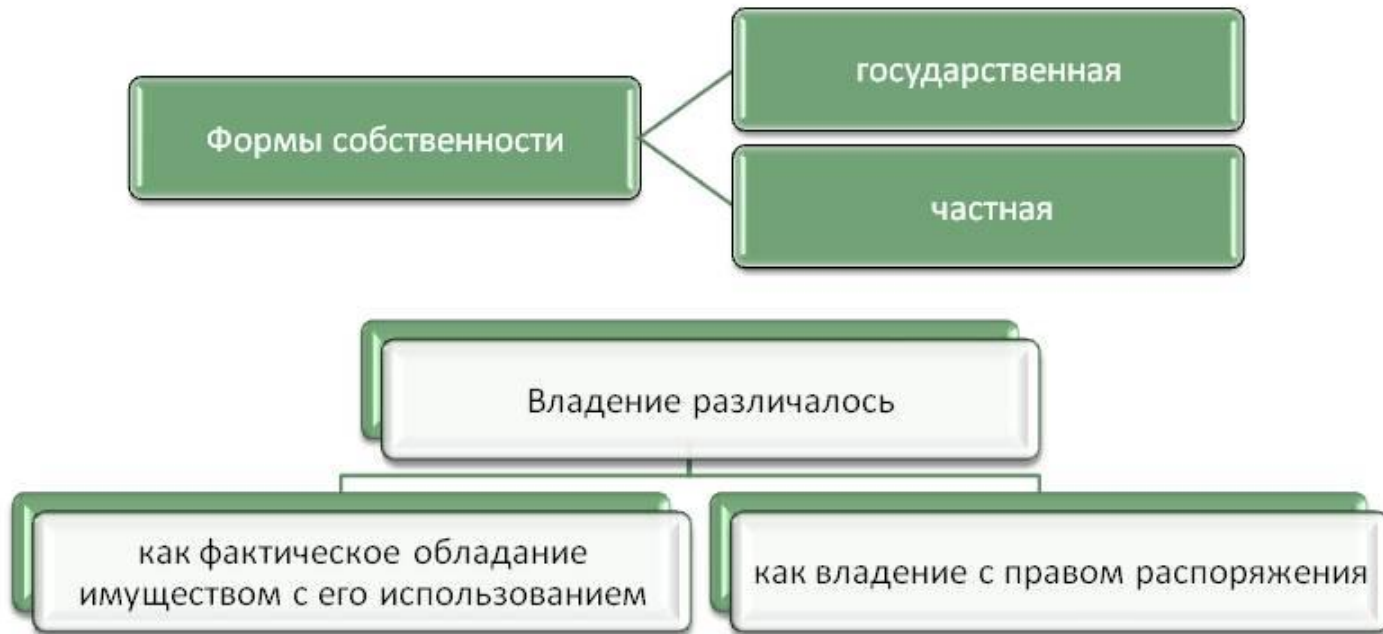 Формы собственности
государственная
частная
Владение различалось
как фактическое обладание
имуществом с его использованием
как владение с правом распоряжения